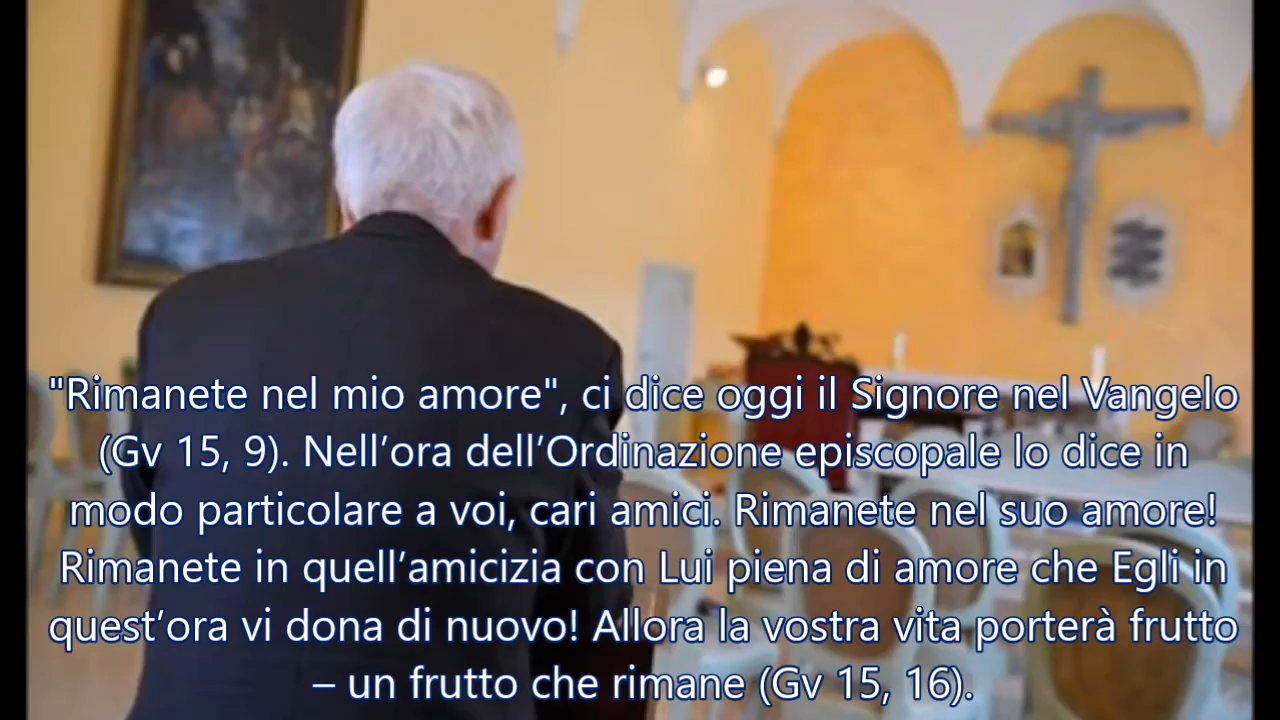 "Rimanete nel mio amore", ci dice oggi il Signore nel Vangelo
(Gv 15, 9). Nell’ora dell’Ordinazione episcopale lo dice in
modo particolare a voi, cari amici. Rimanete nel suo amore!
Rimanete in quell’amicizia con Lui piena di amore che Egli in
quest’ora vi dona di nuovo! Allora la vostra vita porterà frutto
– un frutto che rimane (Gv 15, 16).